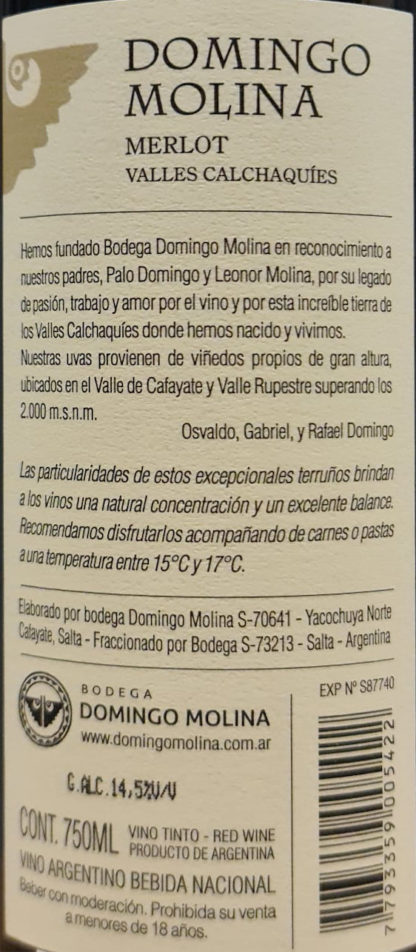 DOMINGO
MOLINA
MERLOT
VALLES CALCHAQUÍES
Hemos fundado Bodega Domingo Molina en reconocimiento a
nuestros padres, Palo Domingo y Leonor Molina, por su legado
de pasión, trabajo y amor por el vino y por esta increíble tierra de
los Valles Calchaquíes donde hemos nacido y vivimos.
Nuestras uvas provienen de viñedos propios de gran altura,
ubicados en el Valle de Cafayate y Valle Rupestre superando los
2.000 m.s.n.m.
Osvaldo, Gabriel, y Rafael Domingo
Las particularidades de estos excepcionales terruños brindan
a los vinos una natural concentración y un excelente balance.
Recomendamos disfrutarlos acompañando de carnes o pastas
a una temperatura entre 15°C y 17°C.
Elaborado por bodega Domingo Molina S-70641 - Yacochuya Norte
Cafayate, Salta - Fraccionado por Bodega S-73213 - Salta - Argentina
BODEGA
DOMINGO MOLINA
www.domingomolina.com.ar
EXP Nº S87740
G.ALC.14,5%V/V
CONT. 750ML
VINO TINTO - RED WINE
PRODUCTO DE ARGENTINA
VINO ARGENTINO BEBIDA NACIONAL
Beber con moderación. Prohibida su venta
a menores de 18 años.
7793359005422